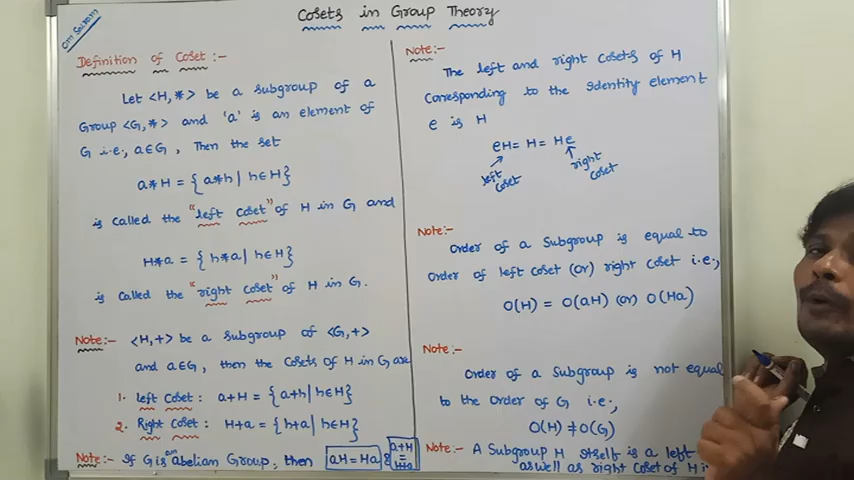 Om Sairam
Cosets in Group Theory
Definition of Coset :-
Let <H,*> be a subgroup of a
Group <G,*> and 'a' is an element of
G i.e., a∈G, Then the set
a*H = {a*h | h∈H}
is called the "left coset" of H in G and
H*a = {h*a | h∈H}
is called the "right coset" of H in G.
Note:- <H,+> be a subgroup of <G,+>
and a∈G, then the cosets of H in G are
1. left Coset : a+H = {a+h | h∈H}
2. Right Coset : H+a = {h+a | h∈H}
Note:- If G is an abelian Group, then aH = Ha & a+H = H+a
Note:-
The left and right cosets of H
Corresponding to the Identity element
e is H
eH = H = He
left coset
right coset
Note:-
Order of a Subgroup is equal to
Order of left coset (or) right coset i.e.,
O(H) = O(aH) (or) O(Ha)
Note:-
Order of a Subgroup is not equal
to the order of G i.e.,
O(H) ≠ O(G)
Note:- A Subgroup H itself is a left
as well as right coset of H